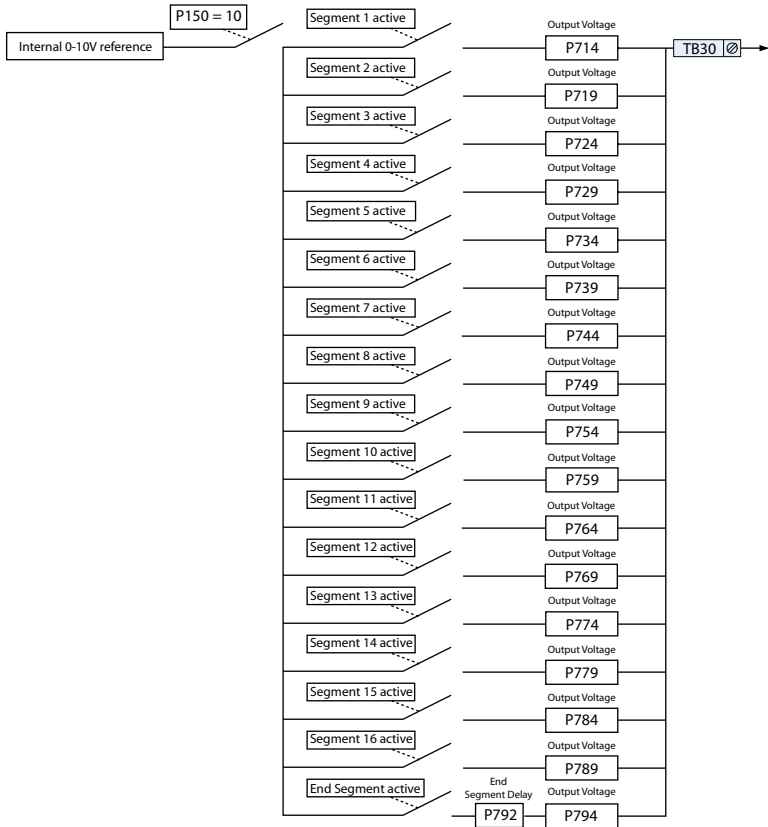 P150 = 10
Internal 0-10V reference
Segment 1 active
Output Voltage
P714
TB30
Segment 2 active
Output Voltage
P719
Segment 3 active
Output Voltage
P724
Segment 4 active
Output Voltage
P729
Segment 5 active
Output Voltage
P734
Segment 6 active
Output Voltage
P739
Segment 7 active
Output Voltage
P744
Segment 8 active
Output Voltage
P749
Segment 9 active
Output Voltage
P754
Segment 10 active
Output Voltage
P759
Segment 11 active
Output Voltage
P764
Segment 12 active
Output Voltage
P769
Segment 13 active
Output Voltage
P774
Segment 14 active
Output Voltage
P779
Segment 15 active
Output Voltage
P784
Segment 16 active
Output Voltage
P789
End Segment active
End
Segment Delay
P792
Output Voltage
P794